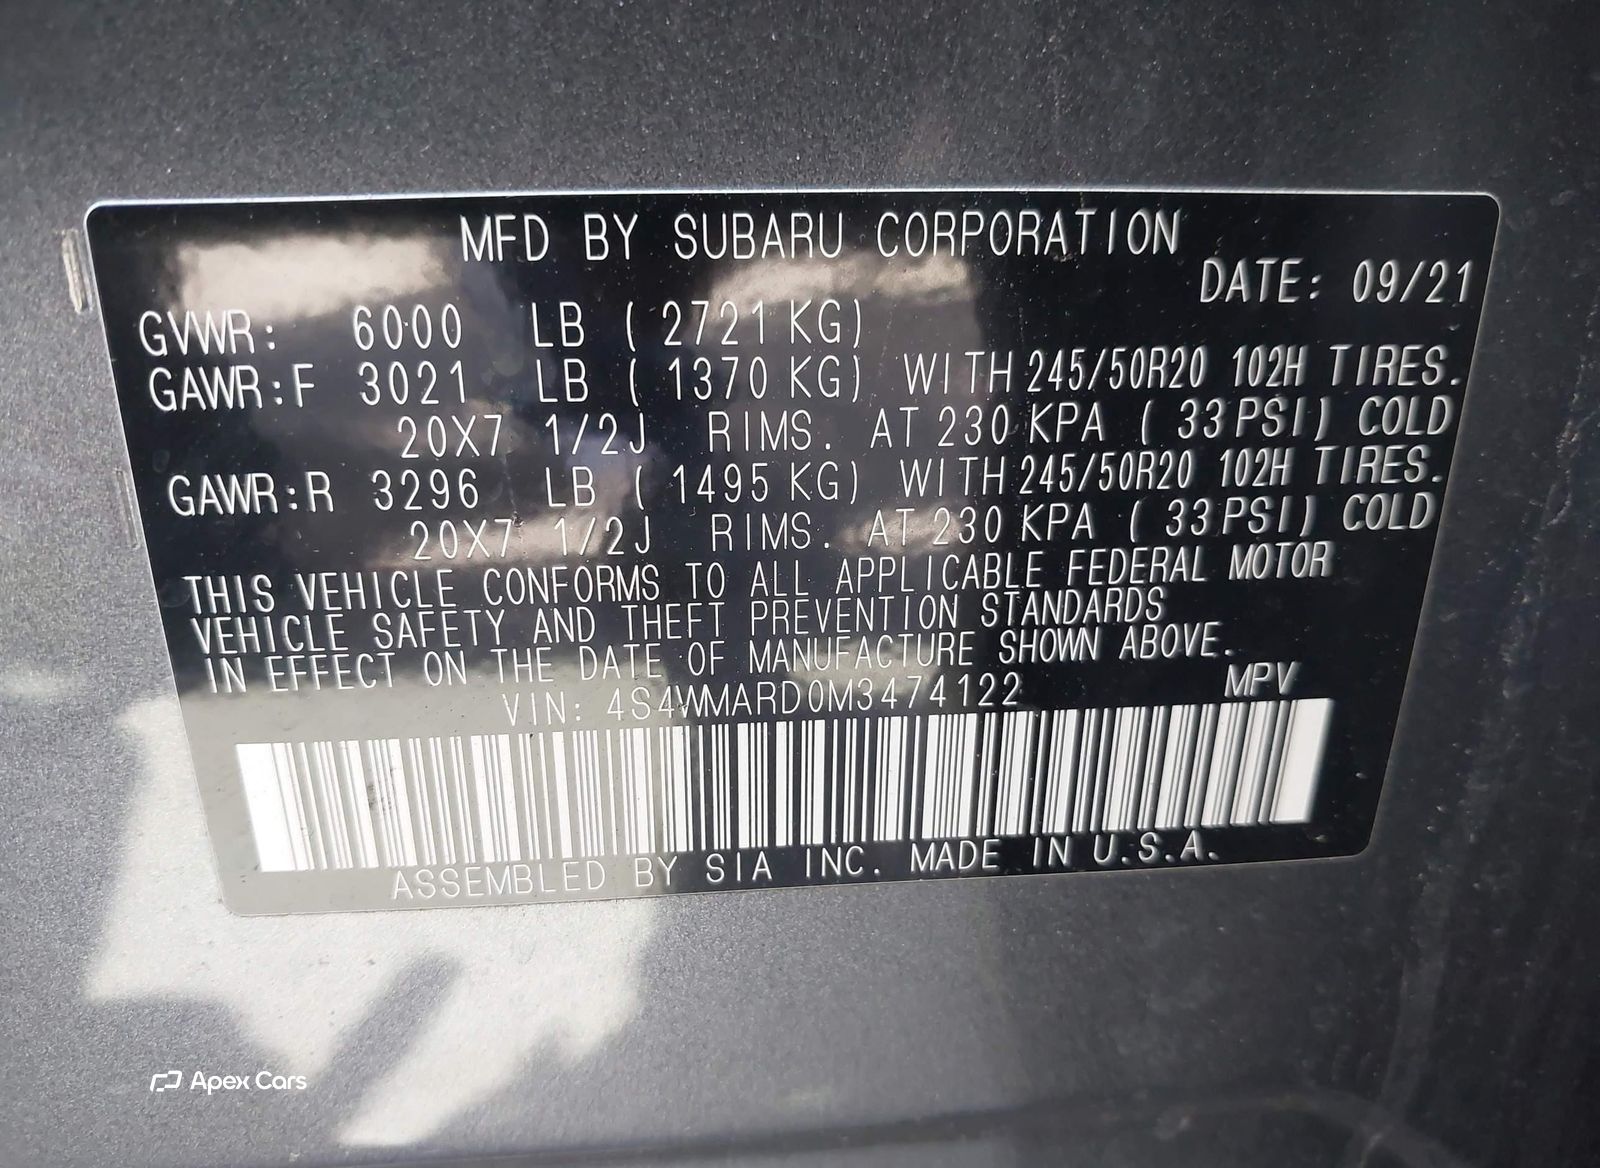 MFD BY SUBARU CORPORATION
DATE: 09/21
GVWR: 6000 LB ( 2721 KG)
GAWR:F 3021 LB ( 1370 KG) WITH 245/50R20 102H TIRES.
20X7 1/2J RIMS. AT 230 KPA ( 33 PSI) COLD
GAWR:R 3296 LB ( 1495 KG) WITH 245/50R20 102H TIRES.
20X7 1/2J RIMS. AT 230 KPA ( 33 PSI) COLD
THIS VEHICLE CONFORMS TO ALL APPLICABLE FEDERAL MOTOR
VEHICLE SAFETY AND THEFT PREVENTION STANDARDS
IN EFFECT ON THE DATE OF MANUFACTURE SHOWN ABOVE.
VIN: 4S4WMARD0M3474122 MPV
ASSEMBLED BY SIA INC. MADE IN U.S.A.
Apex Cars